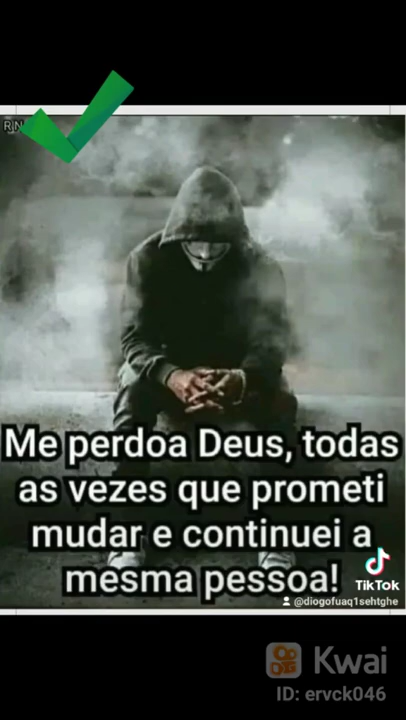 RN
Me perdoa Deus, todas
as vezes que prometi
mudar e continuei a
mesma pessoa!
TikTok
@diogofuaq1sehtghe
Kwai
ID: ervck046